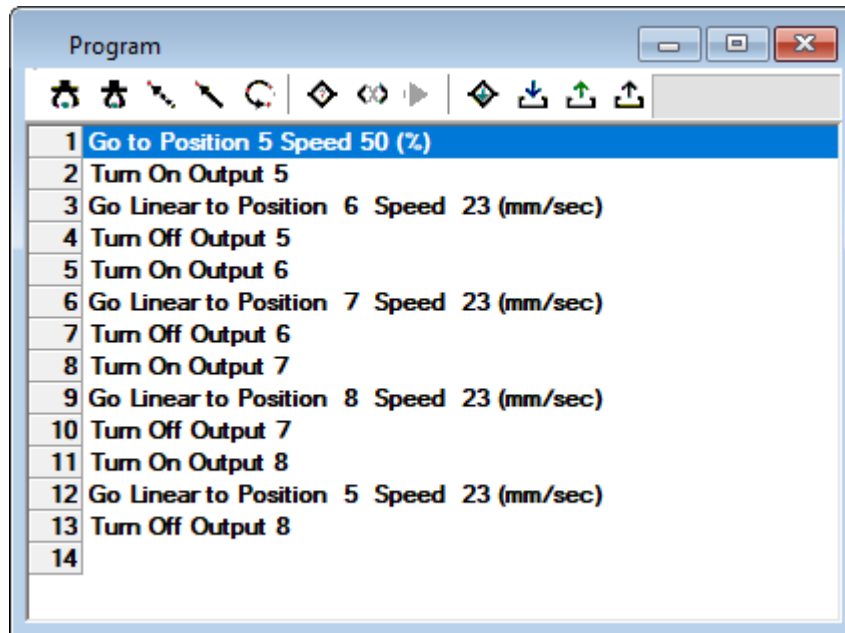 Program
1 Go to Position 5 Speed 50 (%)
2 Turn On Output 5
3 Go Linear to Position 6 Speed 23 (mm/sec)
4 Turn Off Output 5
5 Turn On Output 6
6 Go Linear to Position 7 Speed 23 (mm/sec)
7 Turn Off Output 6
8 Turn On Output 7
9 Go Linear to Position 8 Speed 23 (mm/sec)
10 Turn Off Output 7
11 Turn On Output 8
12 Go Linear to Position 5 Speed 23 (mm/sec)
13 Turn Off Output 8
14